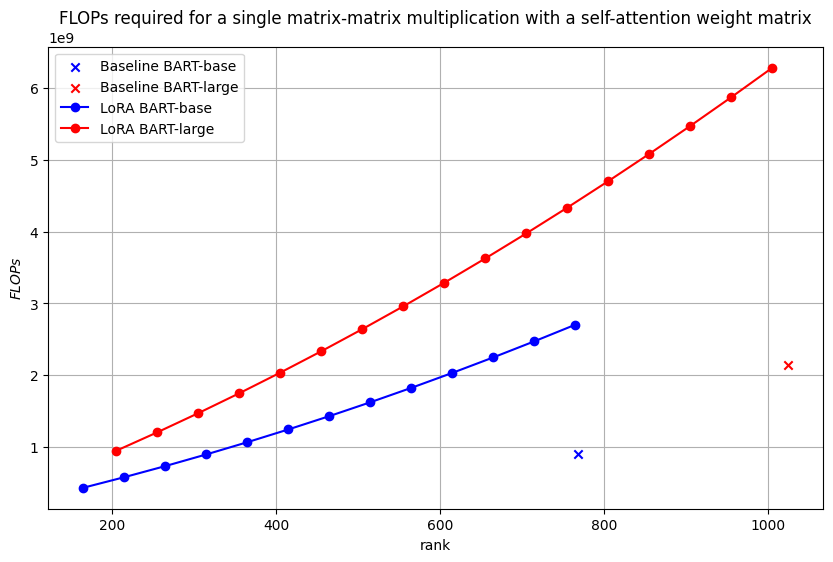 FLOPs required for a single matrix-matrix multiplication with a self-attention weight matrix
1e9
Baseline BART-base
Baseline BART-large
LoRA BART-base
LoRA BART-large
6
5
4
3
2
1
FLOPs
200 400 600 800 1000
rank